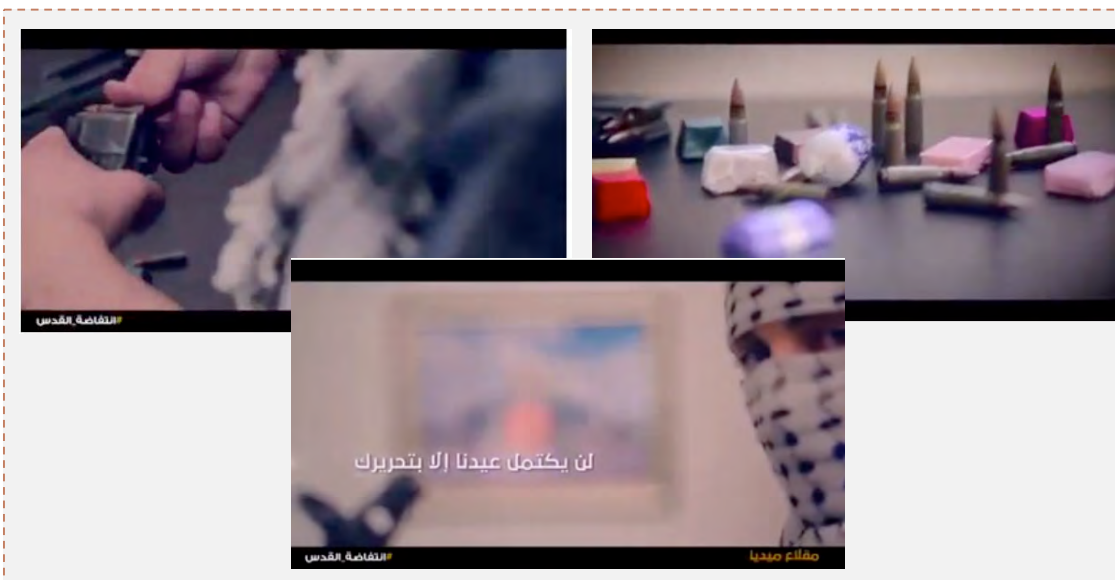 #انتفاضة_القدس
لن يكتمل عيدنا إلا بتحريرك
#انتفاضة_القدس
مقلاع ميديا